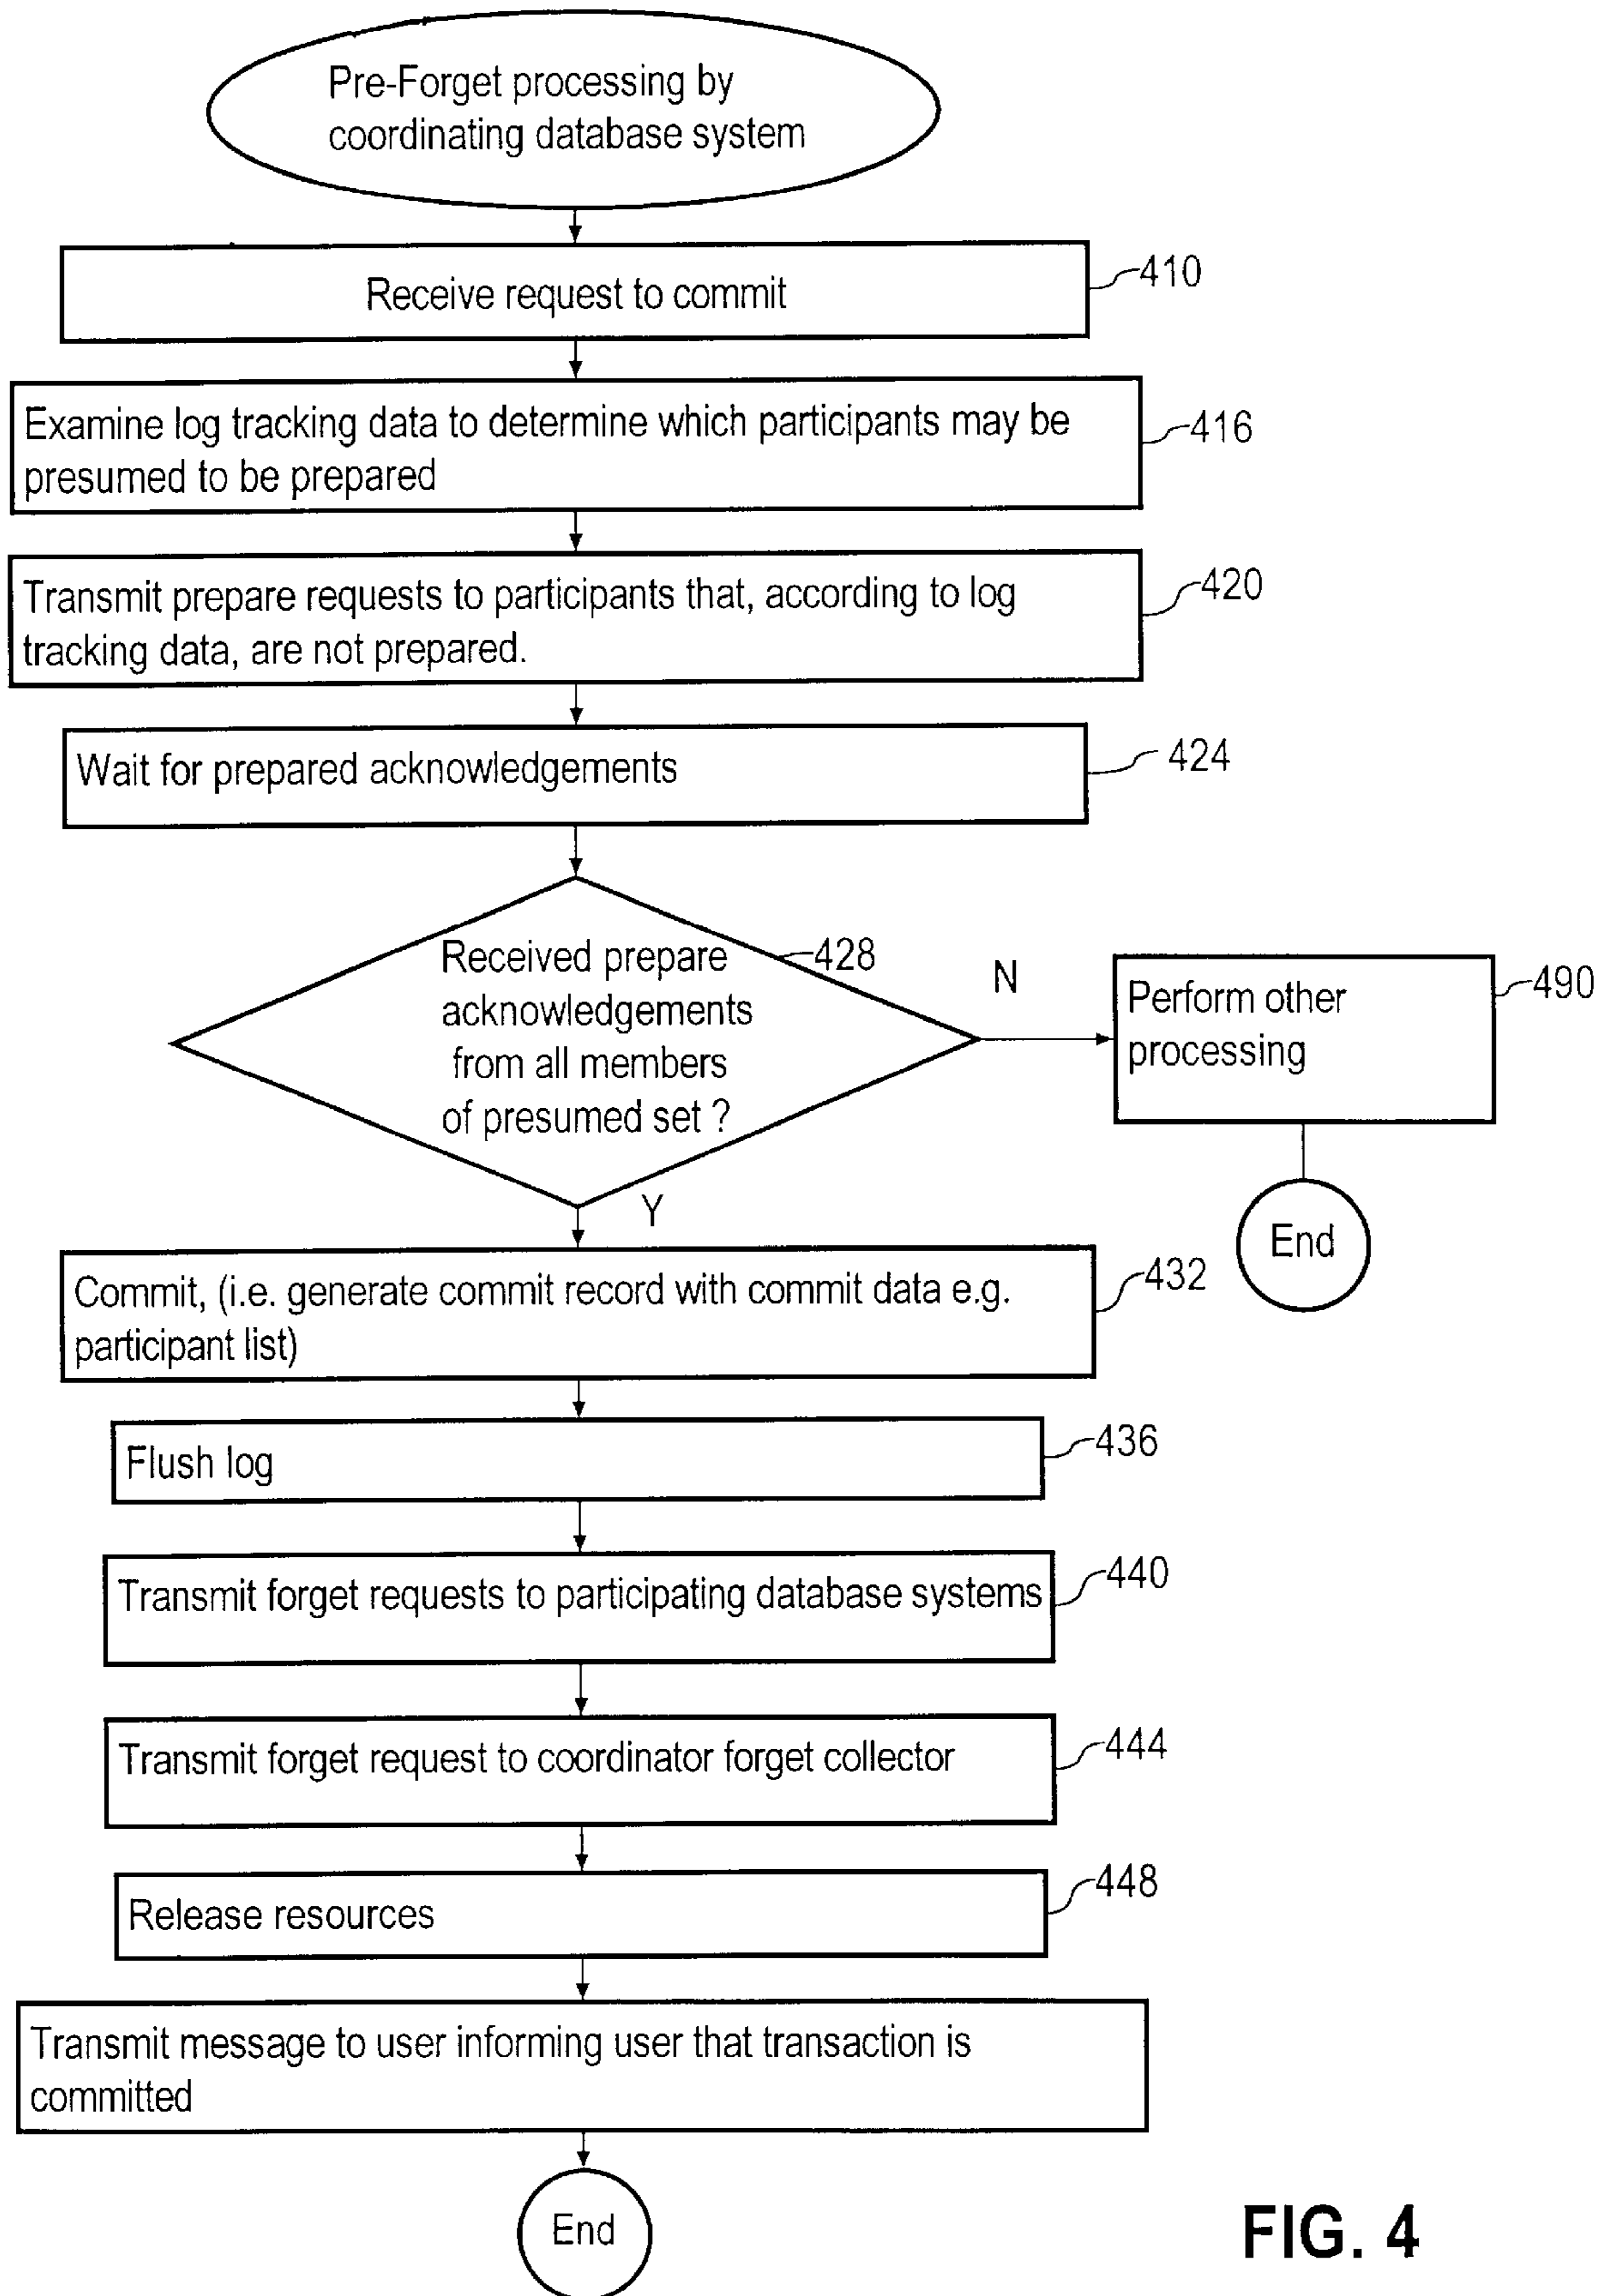 Pre-Forget processing by
coordinating database system
Receive request to commit
410
Examine log tracking data to determine which participants may be
presumed to be prepared
416
Transmit prepare requests to participants that, according to log
tracking data, are not prepared.
420
Wait for prepared acknowledgements
424
Received prepare
acknowledgements
from all members
of presumed set ?
428
N
Perform other
processing
490
End
Y
Commit, (i.e. generate commit record with commit data e.g.
participant list)
432
Flush log
436
Transmit forget requests to participating database systems
440
Transmit forget request to coordinator forget collector
444
Release resources
448
Transmit message to user informing user that transaction is
committed
End
FIG. 4